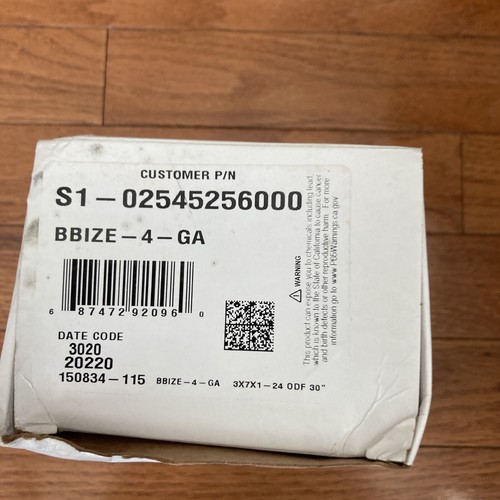 CUSTOMER P/N
S1-02545256000
BBIZE-4-GA
6 87472 92096 0
DATE CODE
3020
20220
150834-115 BBIZE-4-GA 3X7X1-24 ODF 30"
WARNING
This product can expose you to chemicals including lead,
which is known to the State of California to cause cancer
and birth defects or other reproductive harm. For more
information go to www.P65Warnings.ca.gov